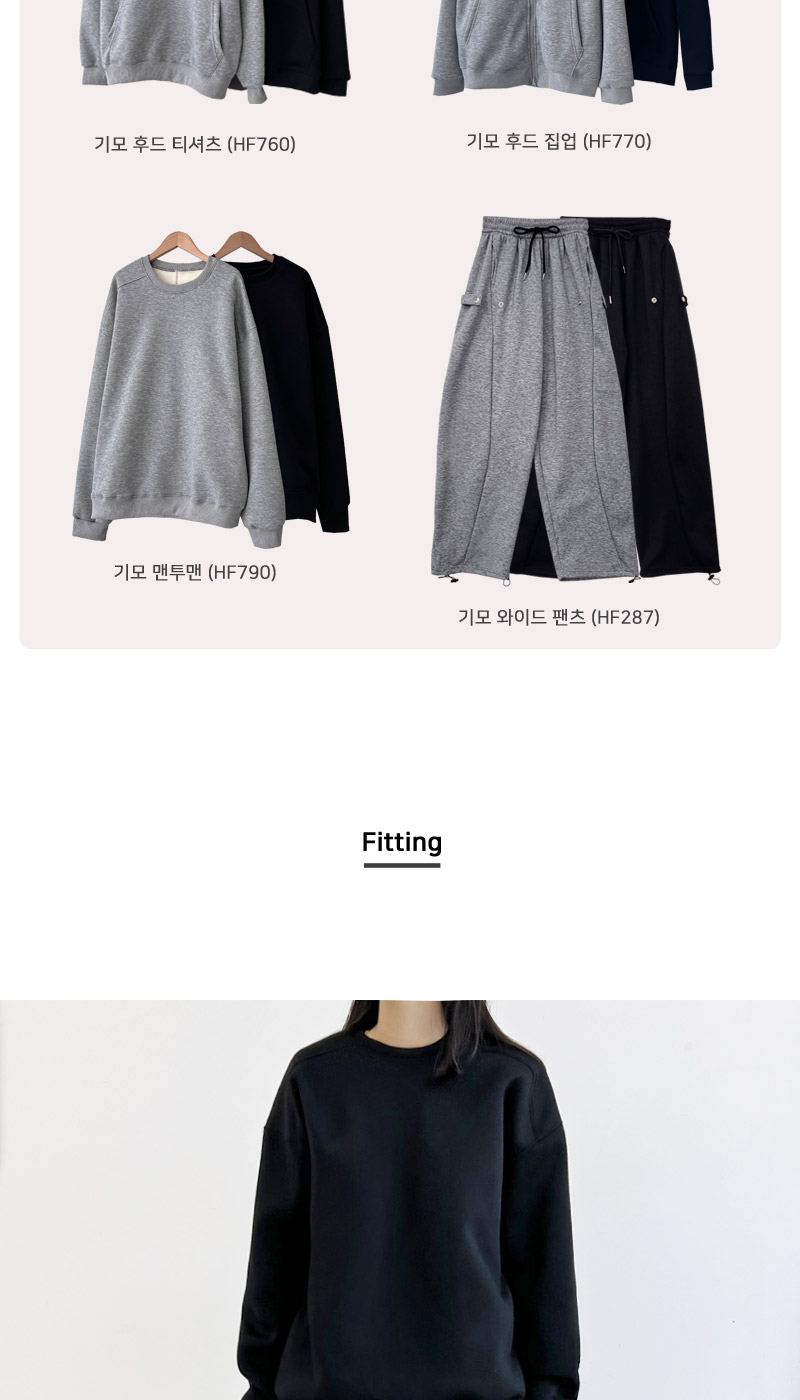 기모 후드 티셔츠 (HF760)
기모 후드 집업 (HF770)
기모 맨투맨 (HF790)
기모 와이드 팬츠 (HF287)
Fitting